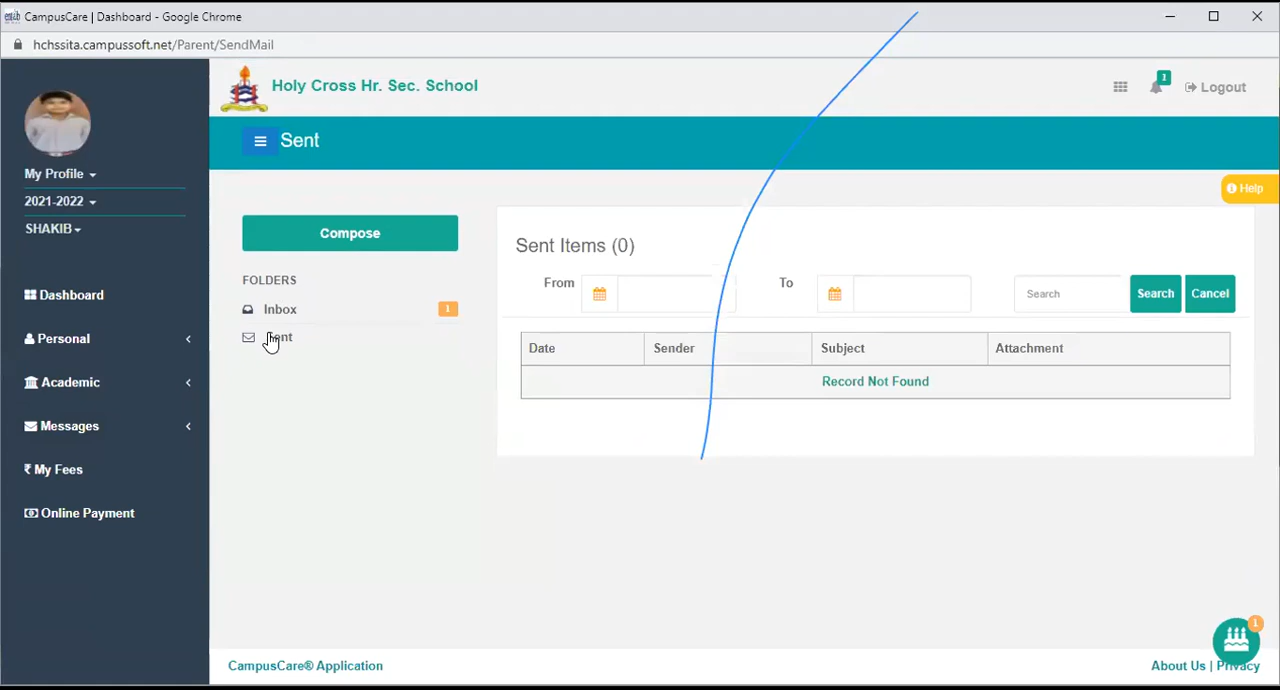 CampusCare | Dashboard - Google Chrome
hchssita.campussoft.net/Parent/SendMail
Holy Cross Hr. Sec. School
1
Logout
Sent
Help
My Profile
2021-2022
SHAKIB
Dashboard
Personal
Academic
Messages
₹ My Fees
Online Payment
Compose
FOLDERS
Inbox 1
Sent
Sent Items (0)
From To Search Search Cancel
Date Sender Subject Attachment
Record Not Found
1
CampusCare® Application
About Us | Privacy